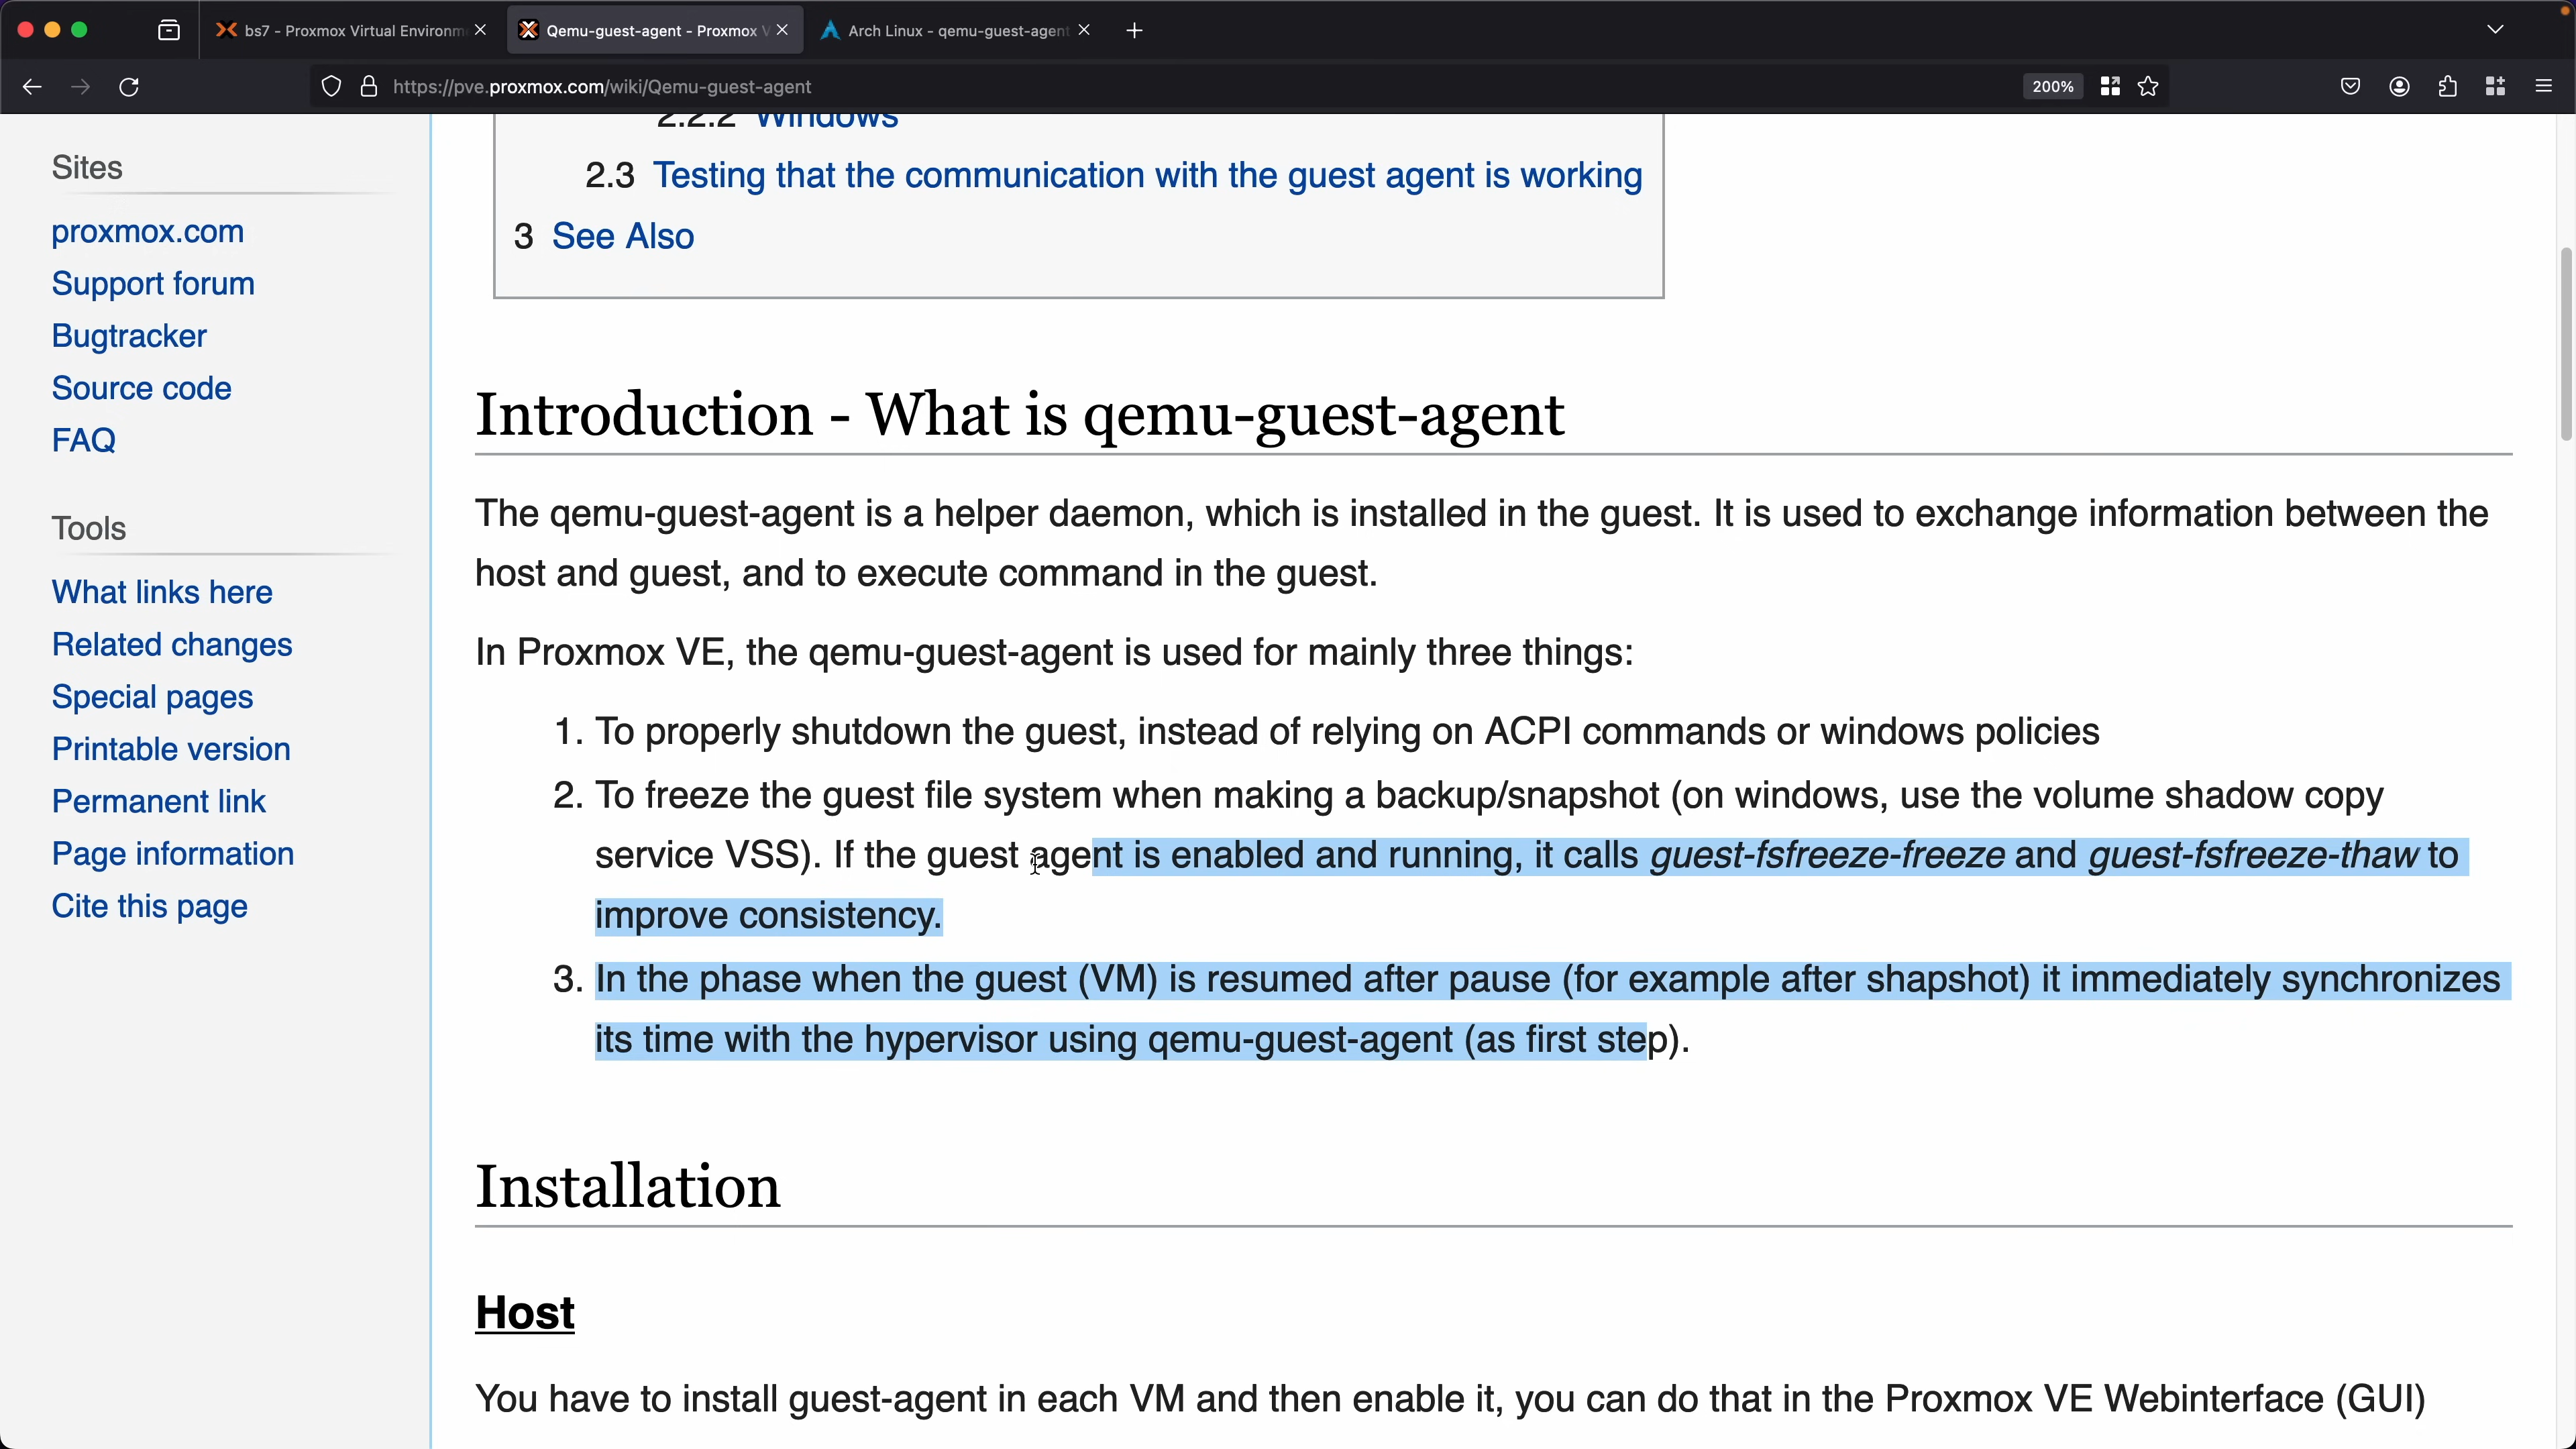 bs7 - Proxmox Virtual Environm
Qemu-guest-agent - Proxmox V
Arch Linux - qemu-guest-agent
https://pve.proxmox.com/wiki/Qemu-guest-agent
200%
Sites
proxmox.com
Support forum
Bugtracker
Source code
FAQ
Tools
What links here
Related changes
Special pages
Printable version
Permanent link
Page information
Cite this page
2.2.2 Windows
2.3 Testing that the communication with the guest agent is working
3 See Also
Introduction - What is qemu-guest-agent
The qemu-guest-agent is a helper daemon, which is installed in the guest. It is used to exchange information between the
host and guest, and to execute command in the guest.
In Proxmox VE, the qemu-guest-agent is used for mainly three things:
1. To properly shutdown the guest, instead of relying on ACPI commands or windows policies
2. To freeze the guest file system when making a backup/snapshot (on windows, use the volume shadow copy
service VSS). If the guest agent is enabled and running, it calls guest-fsfreeze-freeze and guest-fsfreeze-thaw to
improve consistency.
3. In the phase when the guest (VM) is resumed after pause (for example after shapshot) it immediately synchronizes
its time with the hypervisor using qemu-guest-agent (as first step).
Installation
Host
You have to install guest-agent in each VM and then enable it, you can do that in the Proxmox VE Webinterface (GUI)